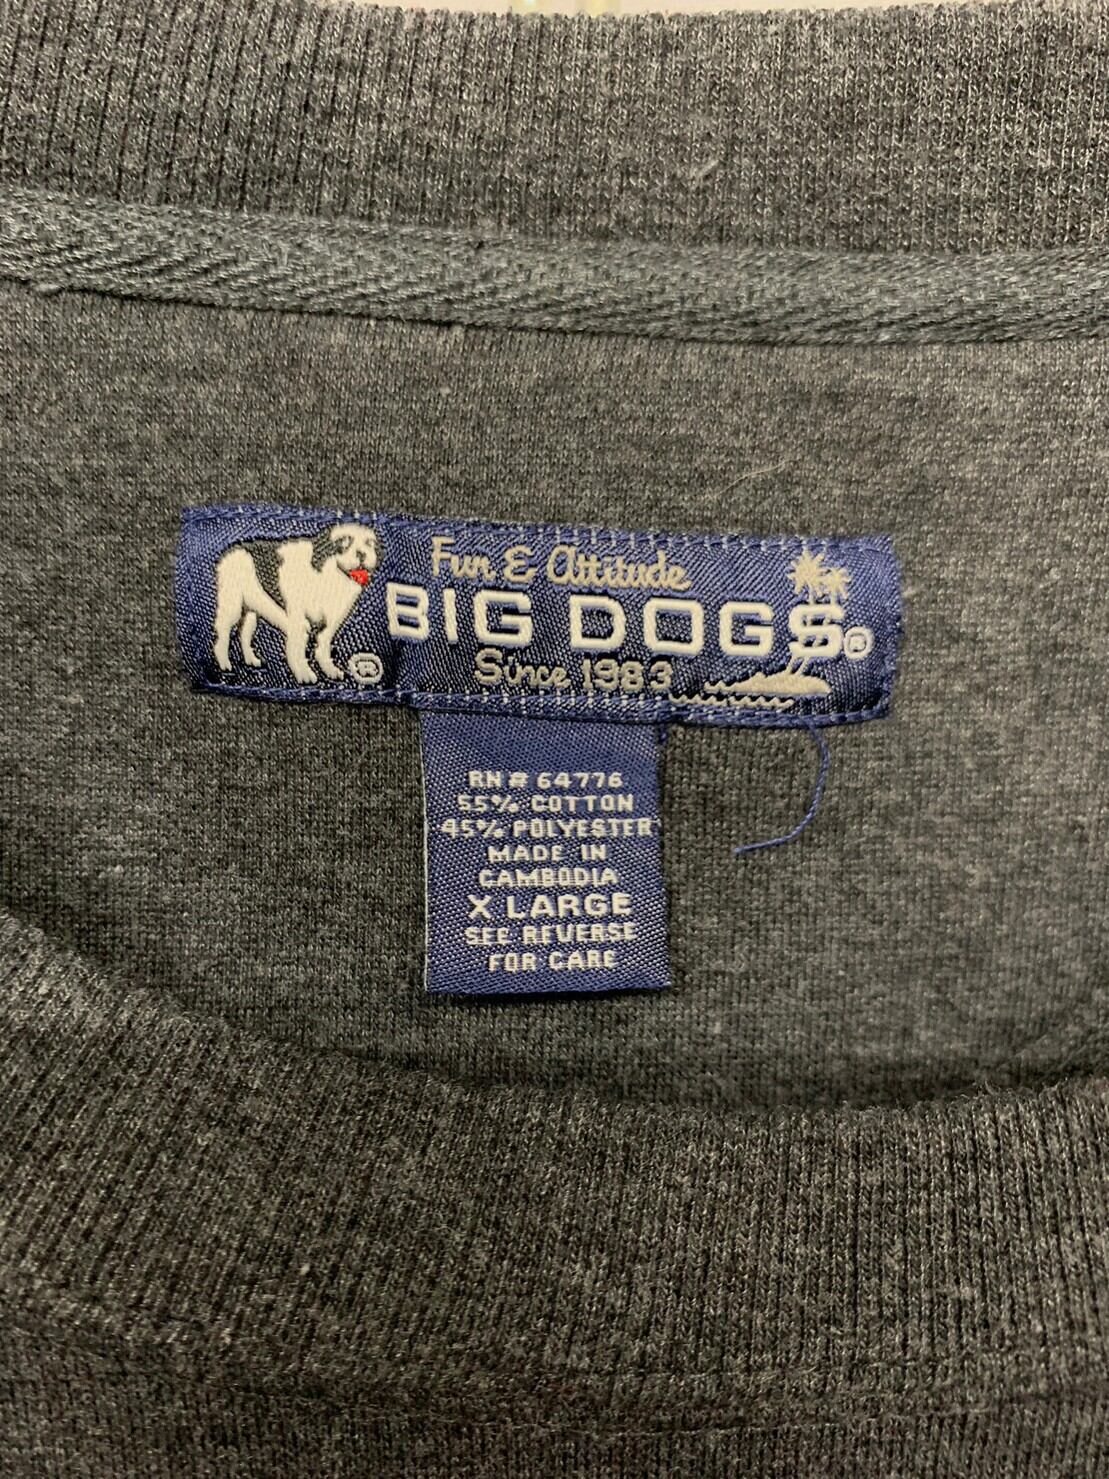 Fun & Attitude
BIG DOGS®
Since 1983
®
RN# 64776
55% COTTON
45% POLYESTER
MADE IN
CAMBODIA
X LARGE
SEE REVERSE
FOR CARE